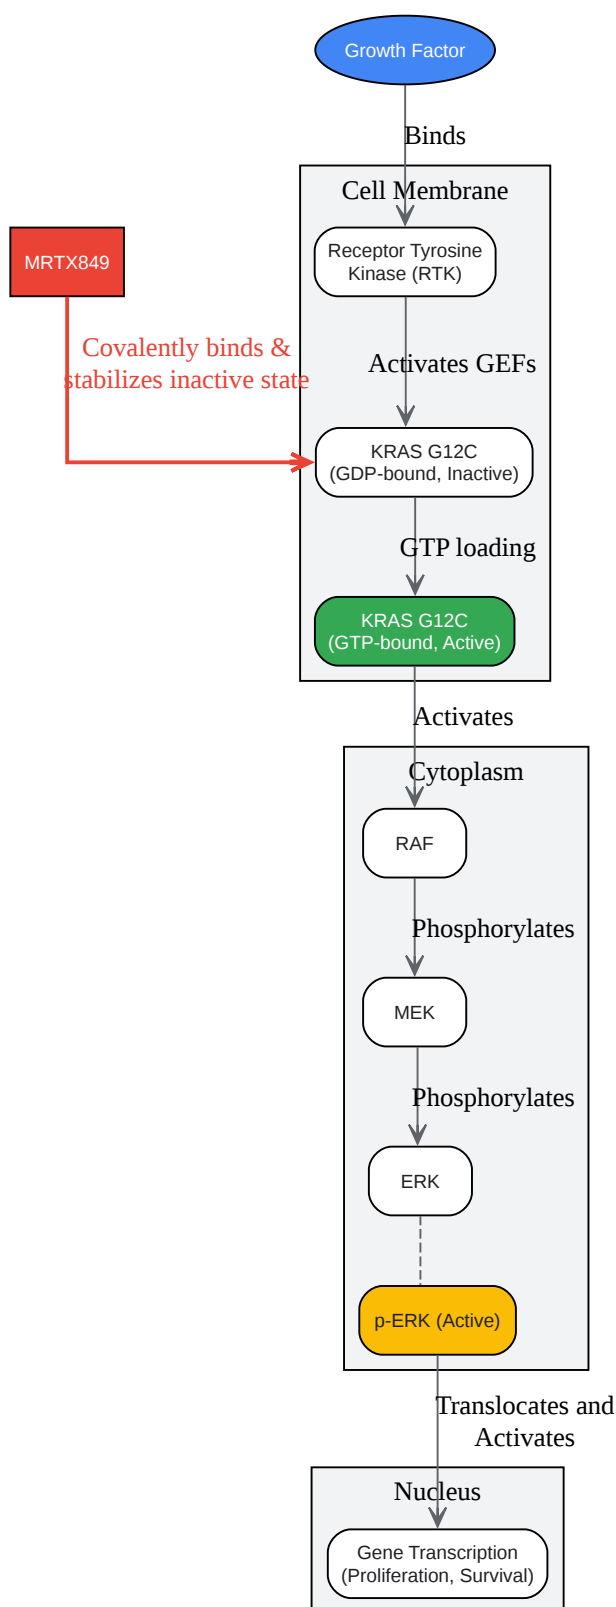 Growth Factor
Binds
Cell Membrane
Receptor Tyrosine
Kinase (RTK)
MRTX849
Covalently binds &
stabilizes inactive state
Activates GEFs
KRAS G12C
(GDP-bound, Inactive)
GTP loading
KRAS G12C
(GTP-bound, Active)
Activates
Cytoplasm
RAF
Phosphorylates
MEK
Phosphorylates
ERK
p-ERK (Active)
Translocates and
Activates
Nucleus
Gene Transcription
(Proliferation, Survival)